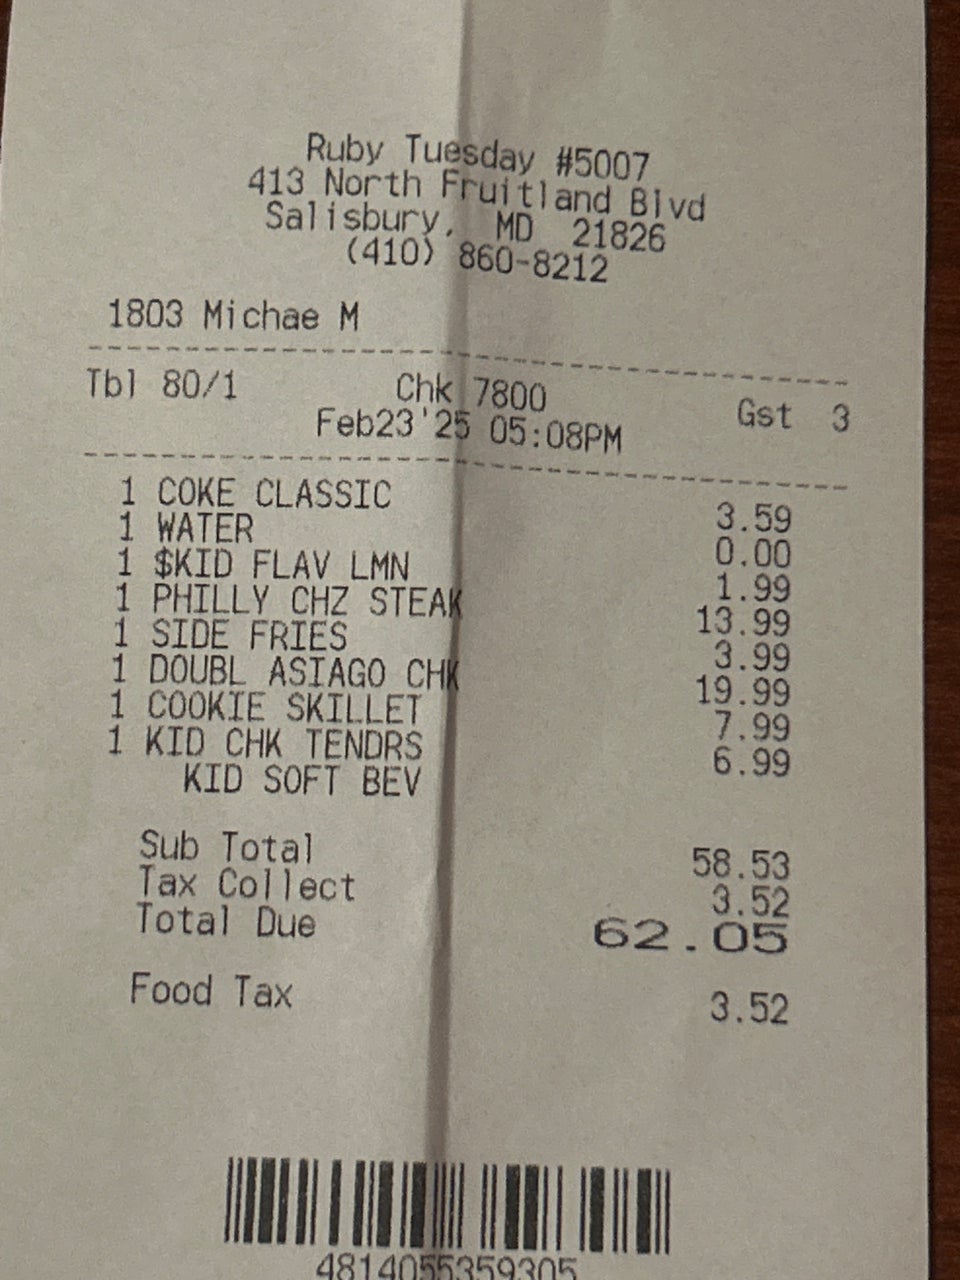 Ruby Tuesday #5007
413 North Fruitland Blvd
Salisbury, MD 21826
(410) 860-8212
1803 Michae M
Tbl 80/1 Chk 7800 Gst 3
Feb23'25 05:08PM
1 COKE CLASSIC 3.59
1 WATER 0.00
1 $KID FLAV LMN 1.99
1 PHILLY CHZ STEAK 13.99
1 SIDE FRIES 3.99
1 DOUBL ASIAGO CHK 19.99
1 COOKIE SKILLET 7.99
1 KID CHK TENDRS 6.99
KID SOFT BEV
Sub Total 58.53
Tax Collect 3.52
Total Due 62.05
Food Tax 3.52
4814055359305